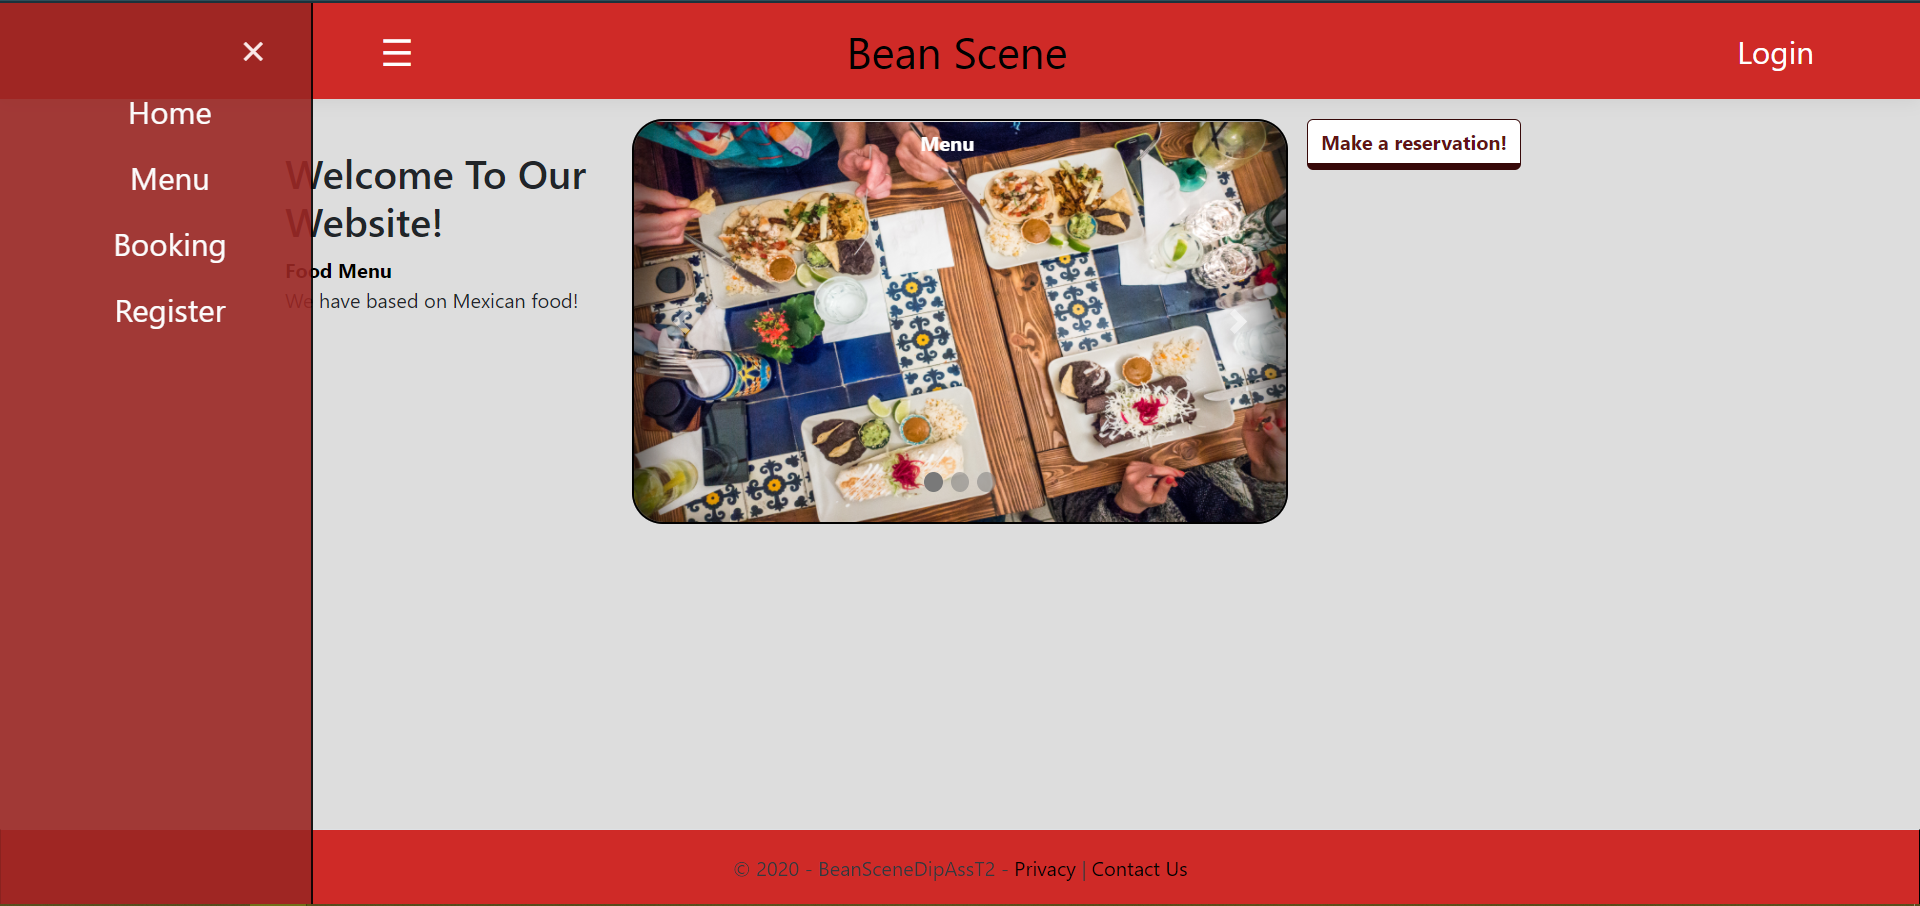 ✕
☰
Bean Scene
Login
Home
Menu
Booking
Register
Welcome To Our
Website!
Food Menu
We have based on Mexican food!
Menu
Make a reservation!
© 2020 - BeanSceneDipAssT2 - Privacy | Contact Us